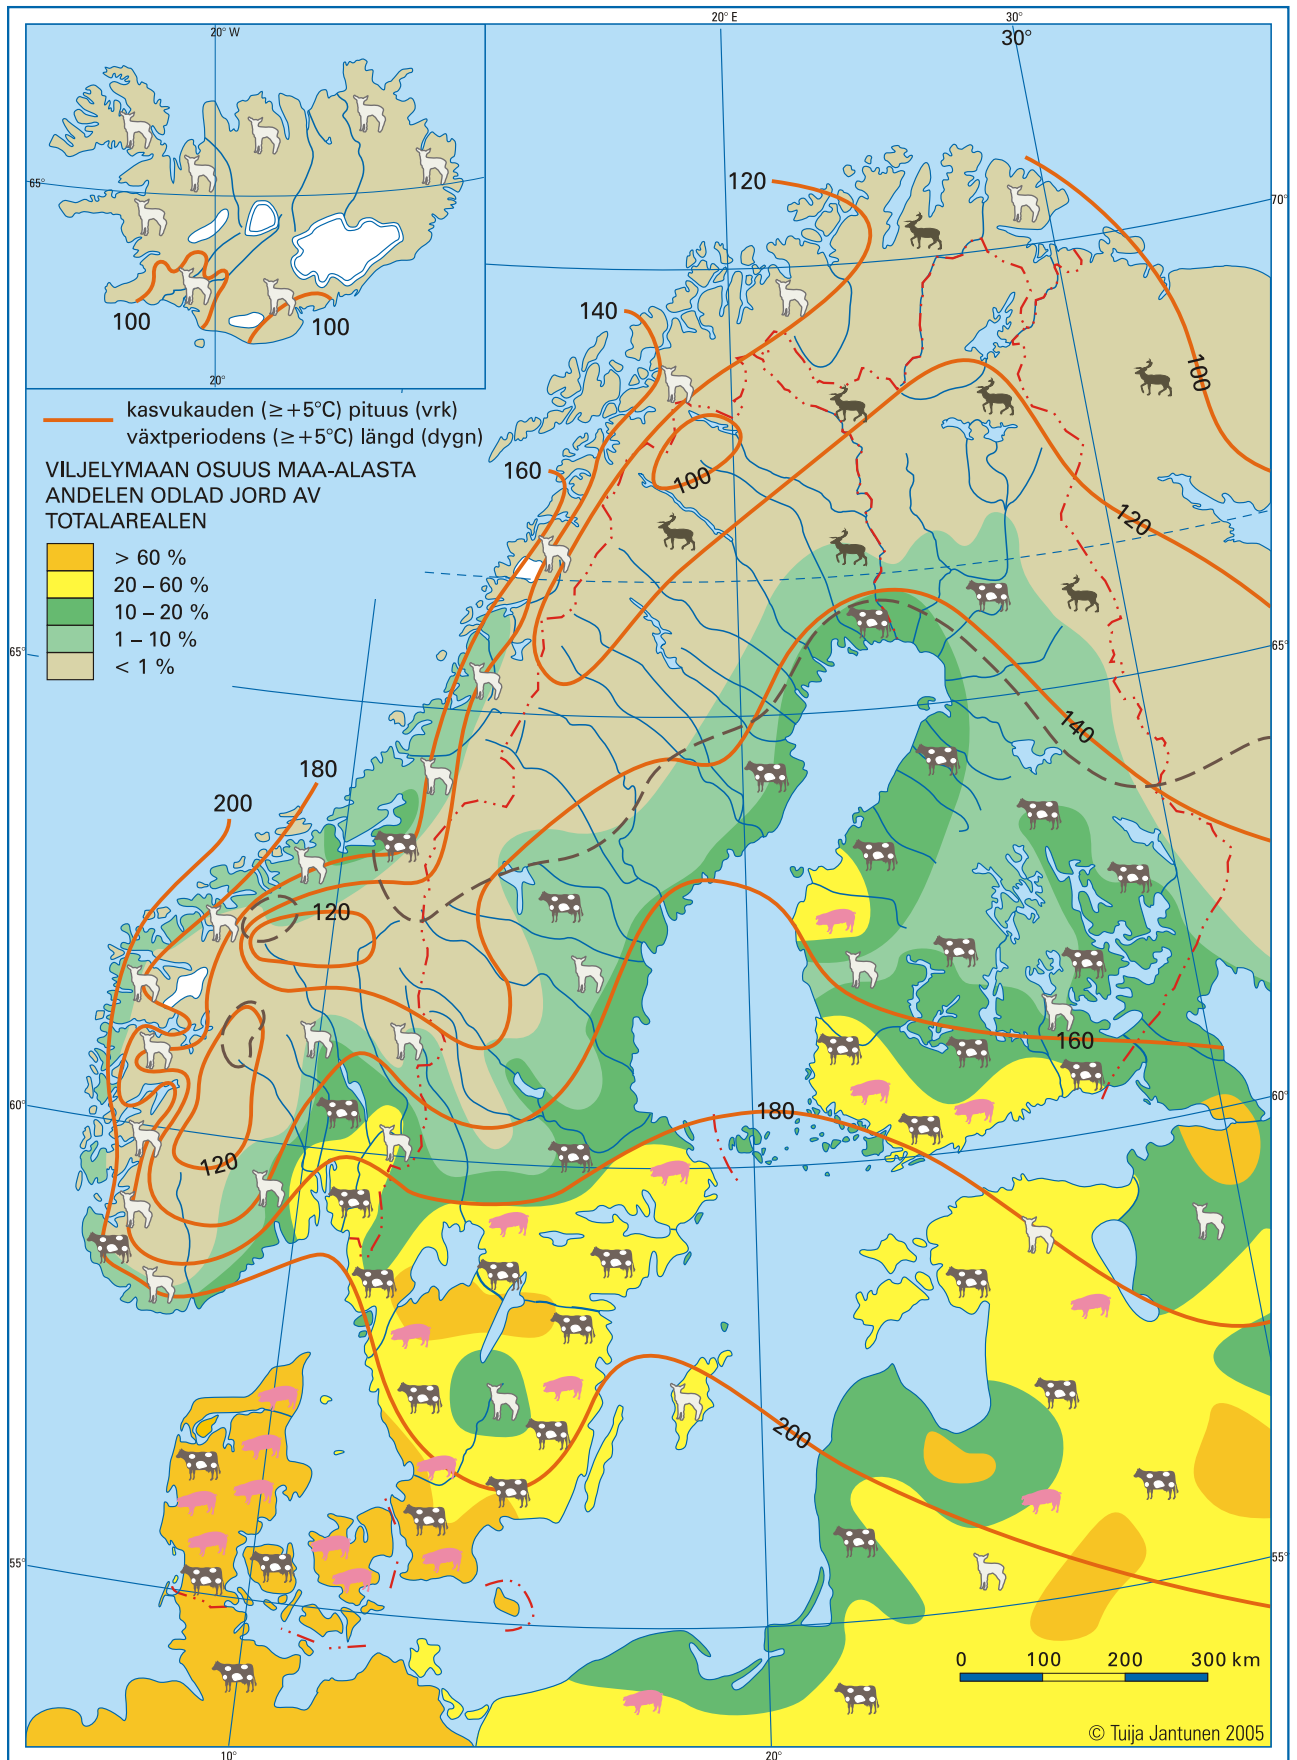 20° E
30°
30°
20° W
65°
100
100
20°
120
70°
140
100
160
100
120
kasvukauden (≥+5°C) pituus (vrk)
växtperiodens (≥+5°C) längd (dygn)
VILJELYMAAN OSUUS MAA-ALASTA
ANDELEN ODLAD JORD AV
TOTALAREALEN
> 60 %
20 – 60 %
10 – 20 %
1 – 10 %
< 1 %
65°
65°
140
180
200
120
160
60°
60°
180
120
200
55°
55°
0 100 200 300 km
© Tuija Jantunen 2005
10°
20°